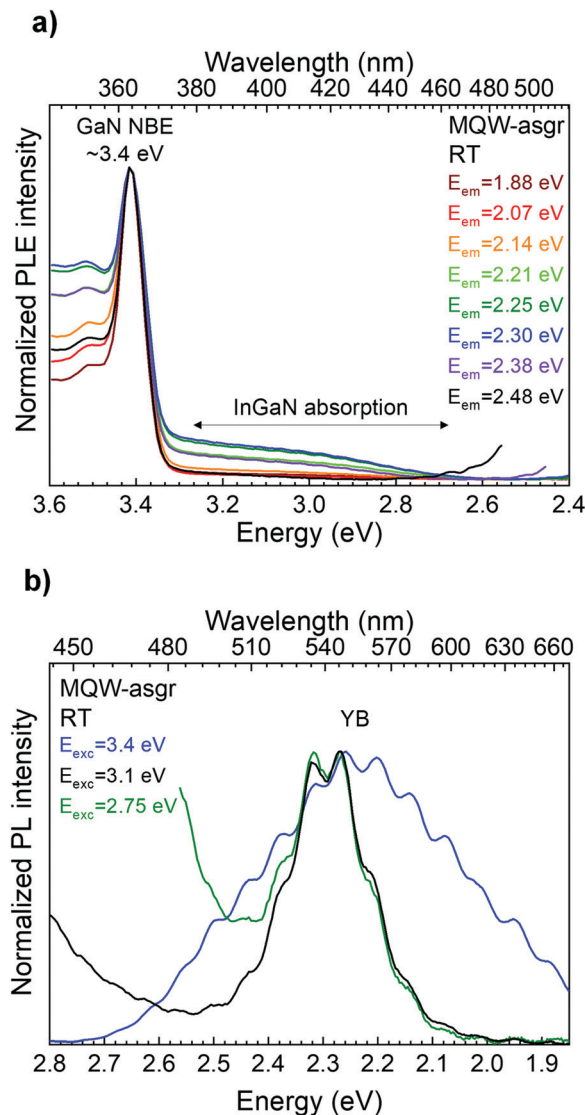 a)
Wavelength (nm)
360 380 400 420 440 460 480 500
GaN NBE
~3.4 eV
MQW-asgr
RT
E_em=1.88 eV
E_em=2.07 eV
E_em=2.14 eV
E_em=2.21 eV
E_em=2.25 eV
E_em=2.30 eV
E_em=2.38 eV
E_em=2.48 eV
InGaN absorption
Normalized PLE intensity
3.6 3.4 3.2 3.0 2.8 2.6 2.4
Energy (eV)
b)
Wavelength (nm)
450 480 510 540 570 600 630 660
MQW-asgr
RT
YB
E_exc=3.4 eV
E_exc=3.1 eV
E_exc=2.75 eV
Normalized PL intensity
2.8 2.7 2.6 2.5 2.4 2.3 2.2 2.1 2.0 1.9
Energy (eV)